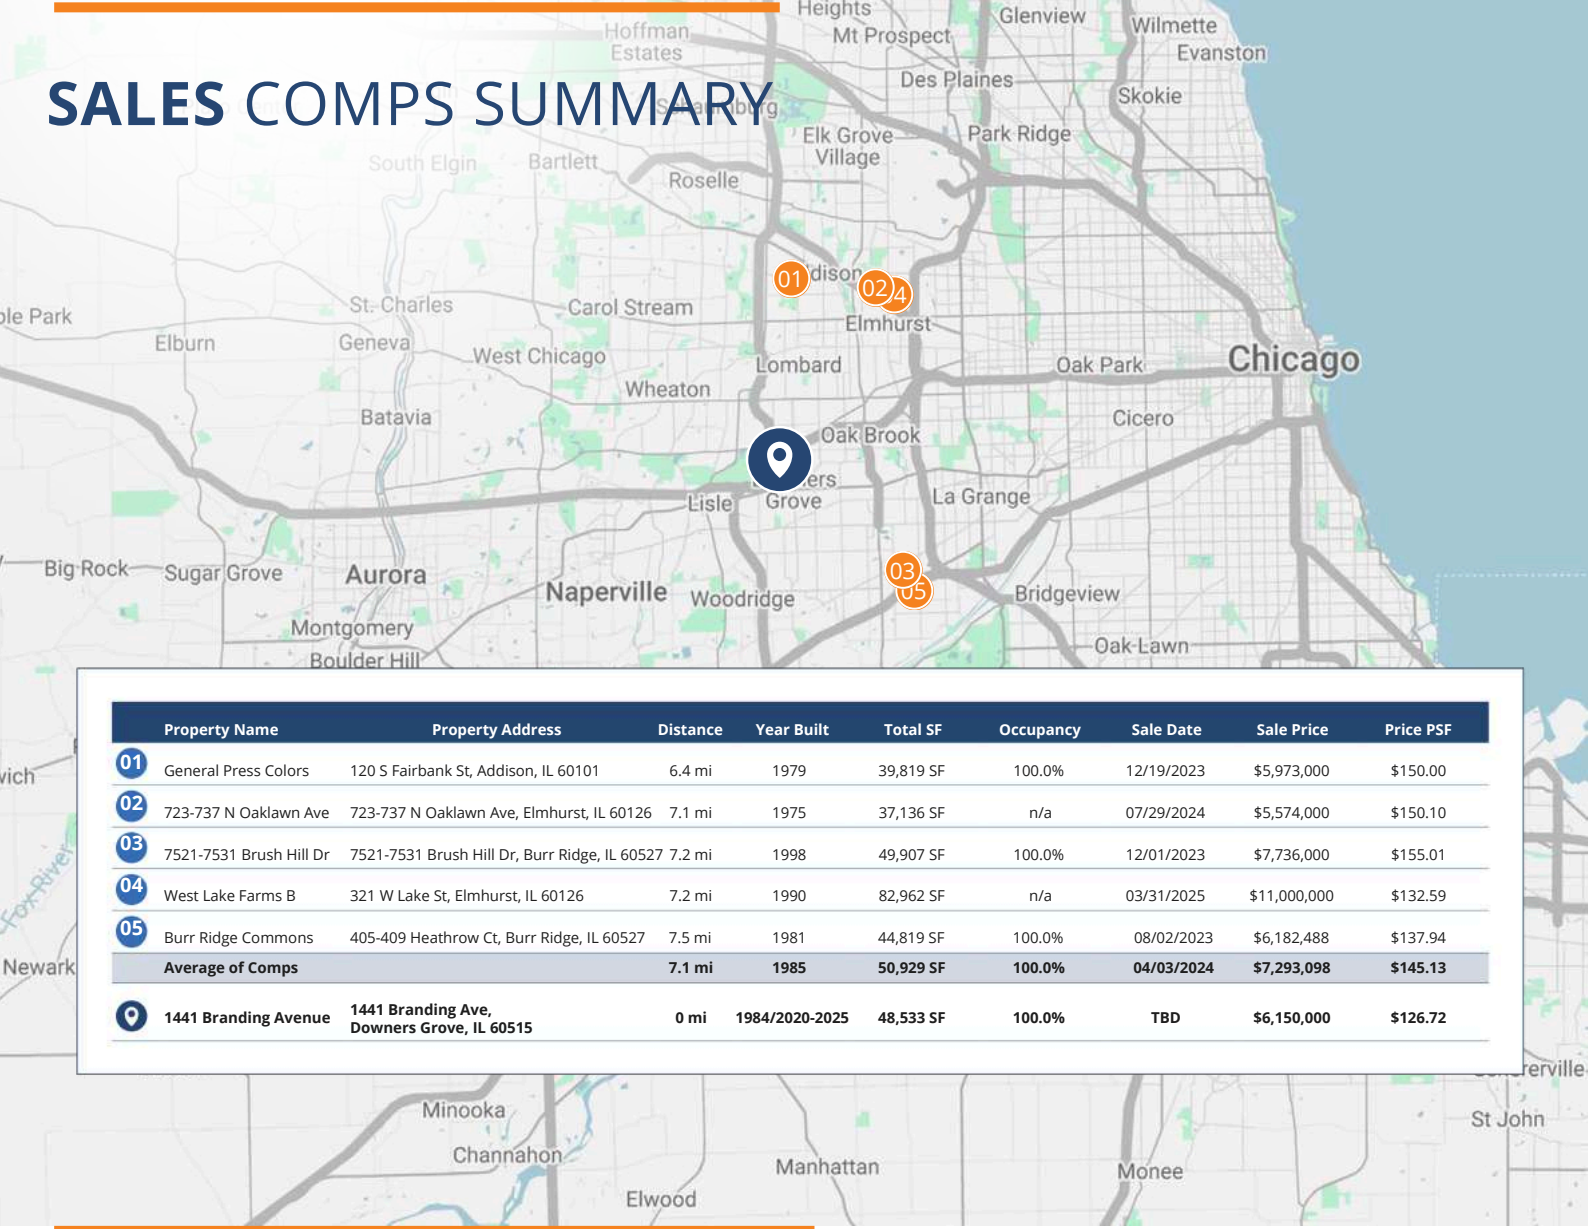 Heights
Glenview
Wilmette
Hoffman
Estates
Mt Prospect
Evanston
Des Plaines
SALES COMPS SUMMARY
Skokie
Elk Grove
Village
Park Ridge
South Elgin
Bartlett
Roselle
01
02
4
Elmhurst
St. Charles
Carol Stream
ple Park
Elburn
Geneva
West Chicago
Lombard
Oak Park
Chicago
Wheaton
Batavia
Cicero
Oak Brook
Lisle
Grove
La Grange
Big Rock
Sugar Grove
Aurora
Naperville
Woodridge
03
05
Bridgeview
Montgomery
Boulder Hill
Oak Lawn
Property Name Property Address Distance Year Built Total SF Occupancy Sale Date Sale Price Price PSF
01 General Press Colors 120 S Fairbank St, Addison, IL 60101 6.4 mi 1979 39,819 SF 100.0% 12/19/2023 $5,973,000 $150.00
02 723-737 N Oaklawn Ave 723-737 N Oaklawn Ave, Elmhurst, IL 60126 7.1 mi 1975 37,136 SF n/a 07/29/2024 $5,574,000 $150.10
03 7521-7531 Brush Hill Dr 7521-7531 Brush Hill Dr, Burr Ridge, IL 60527 7.2 mi 1998 49,907 SF 100.0% 12/01/2023 $7,736,000 $155.01
04 West Lake Farms B 321 W Lake St, Elmhurst, IL 60126 7.2 mi 1990 82,962 SF n/a 03/31/2025 $11,000,000 $132.59
05 Burr Ridge Commons 405-409 Heathrow Ct, Burr Ridge, IL 60527 7.5 mi 1981 44,819 SF 100.0% 08/02/2023 $6,182,488 $137.94
Average of Comps 7.1 mi 1985 50,929 SF 100.0% 04/03/2024 $7,293,098 $145.13
1441 Branding Avenue 1441 Branding Ave, 0 mi 1984/2020-2025 48,533 SF 100.0% TBD $6,150,000 $126.72
Downers Grove, IL 60515
Fox River
Newark
Minooka
St John
Channahon
Manhattan
Monee
Elwood